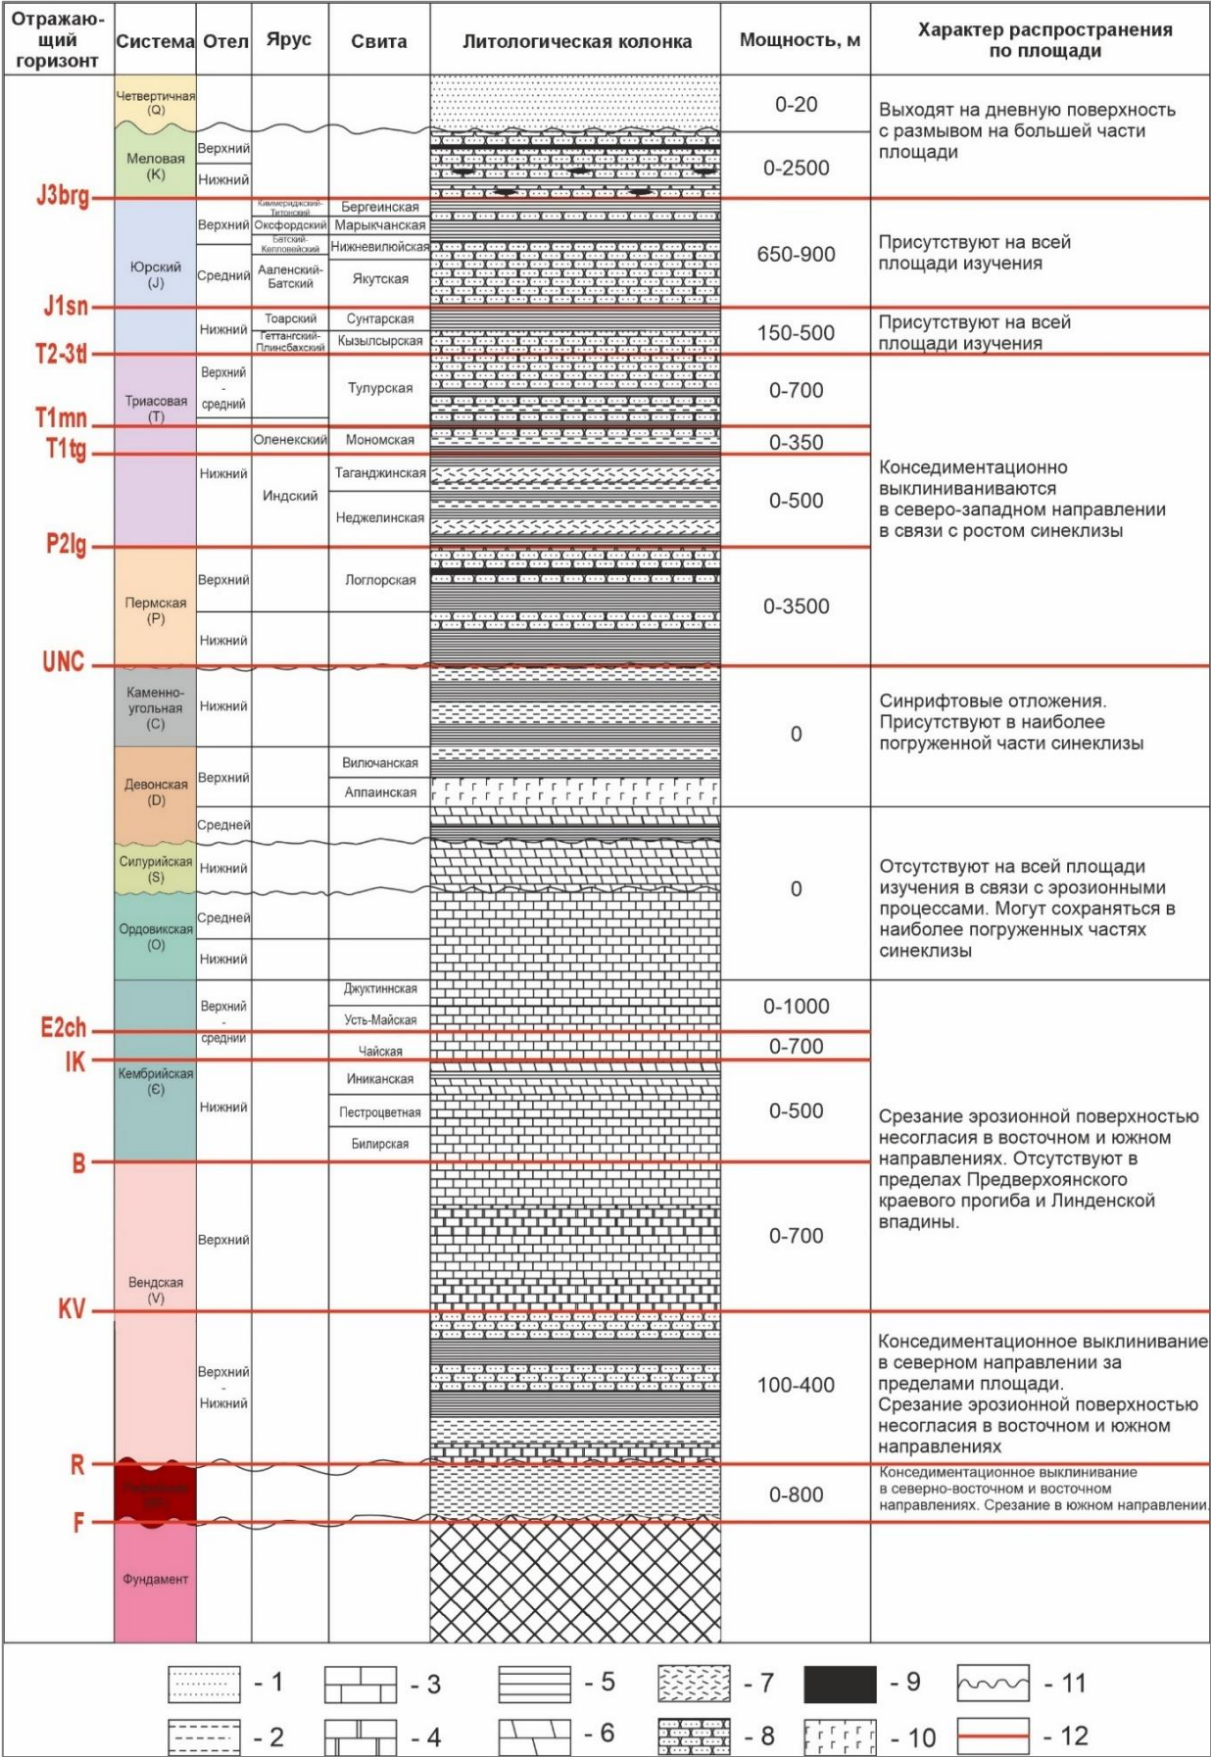 Отражаю-
щий
горизонт
Система
Отел
Ярус
Свита
Литологическая колонка
Мощность, м
Характер распространения
по площади
Четвертичная
(Q)
0-20
Выходят на дневную поверхность
с размывом на большей части
площади
Меловая
(K)
Верхний
Нижний
0-2500
J3brg
Юрский
(J)
Верхний
Киммериджский-
Титонский
Бергеинская
Оксфордский
Марыкчанская
Батский-
Келловейский
Нижневилюйская
Средний
Ааленский-
Батский
Якутская
650-900
Присутствуют на всей
площади изучения
J1sn
Нижний
Тоарский
Сунтарская
Геттангский-
Плинсбахский
Кызылсырская
150-500
Присутствуют на всей
площади изучения
T2-3tl
Триасовая
(T)
Верхний
-
средний
Тулурская
0-700
T1mn
Оленекский
Мономская
0-350
T1tg
Нижний
Индский
Таганджинская
Неджелинская
0-500
Конседиментационно
выклиниваниваются
в северо-западном направлении
в связи с ростом синеклизы
P2lg
Пермская
(P)
Верхний
Логлорская
Нижний
0-3500
UNC
Каменно-
угольная
(C)
Нижний
0
Синрифтовые отложения.
Присутствуют в наиболее
погруженной части синеклизы
Девонская
(D)
Верхний
Вилючанская
Аппаинская
Средней
Силурийская
(S)
Нижний
0
Отсутствуют на всей площади
изучения в связи с эрозионными
процессами. Могут сохраняться в
наиболее погруженных частях
синеклизы
Ордовикская
(O)
Средней
Нижний
Верхний
-
средний
Джуктиннская
Усть-Майская
0-1000
E2ch
Чайская
0-700
IK
Кембрийская
(Є)
Нижний
Иниканская
Пестроцветная
Билирская
0-500
Срезание эрозионной поверхностью
несогласия в восточном и южном
направлениях. Отсутствуют в
пределах Предверхоянского
краевого прогиба и Линденской
впадины.
B
Вендская
(V)
Верхний
0-700
KV
Верхний
-
Нижний
100-400
Конседиментационное выклинивание
в северном направлении за
пределами площади.
Срезание эрозионной поверхностью
несогласия в восточном и южном
направлениях
R
0-800
Конседиментационное выклинивание
в северно-восточном и восточном
направлениях. Срезание в южном направлении.
F
Фундамент
- 1
- 3
- 5
- 7
- 9
- 11
- 2
- 4
- 6
- 8
- 10
- 12